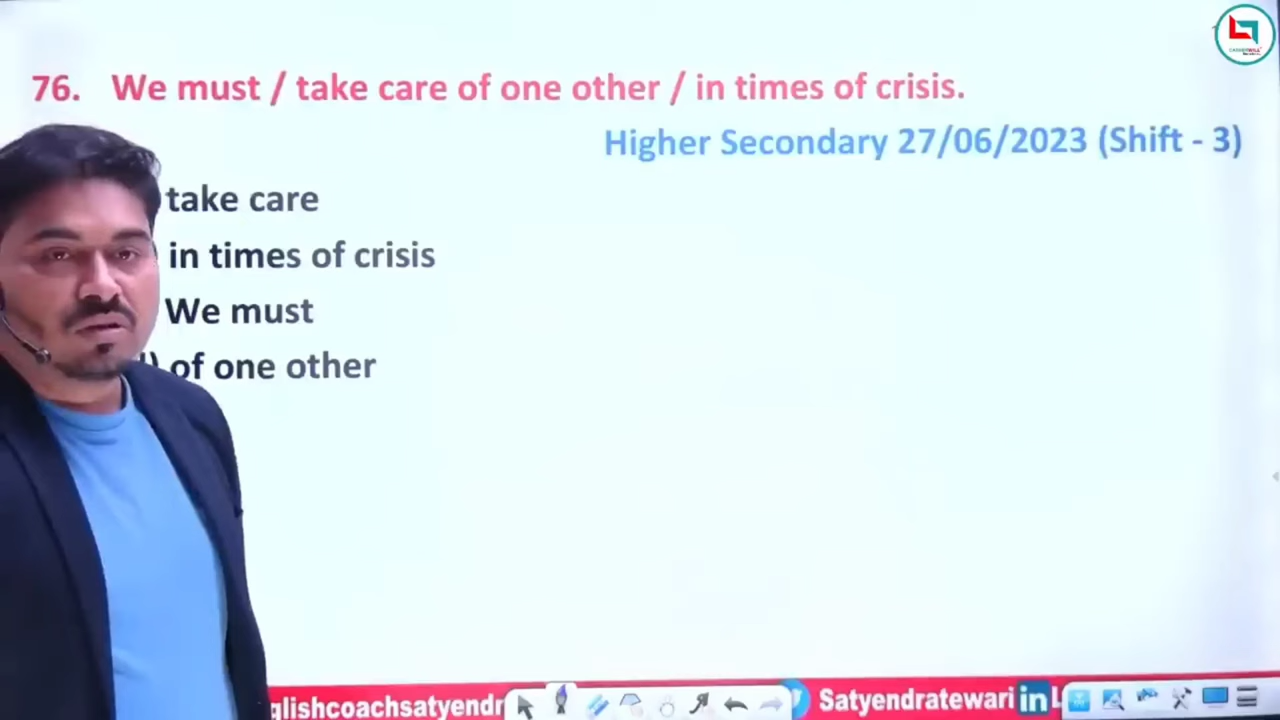 76. We must / take care of one other / in times of crisis.
Higher Secondary 27/06/2023 (Shift - 3)
take care
in times of crisis
We must
of one other
glishcoachsatyendr
Satyendratewari in L